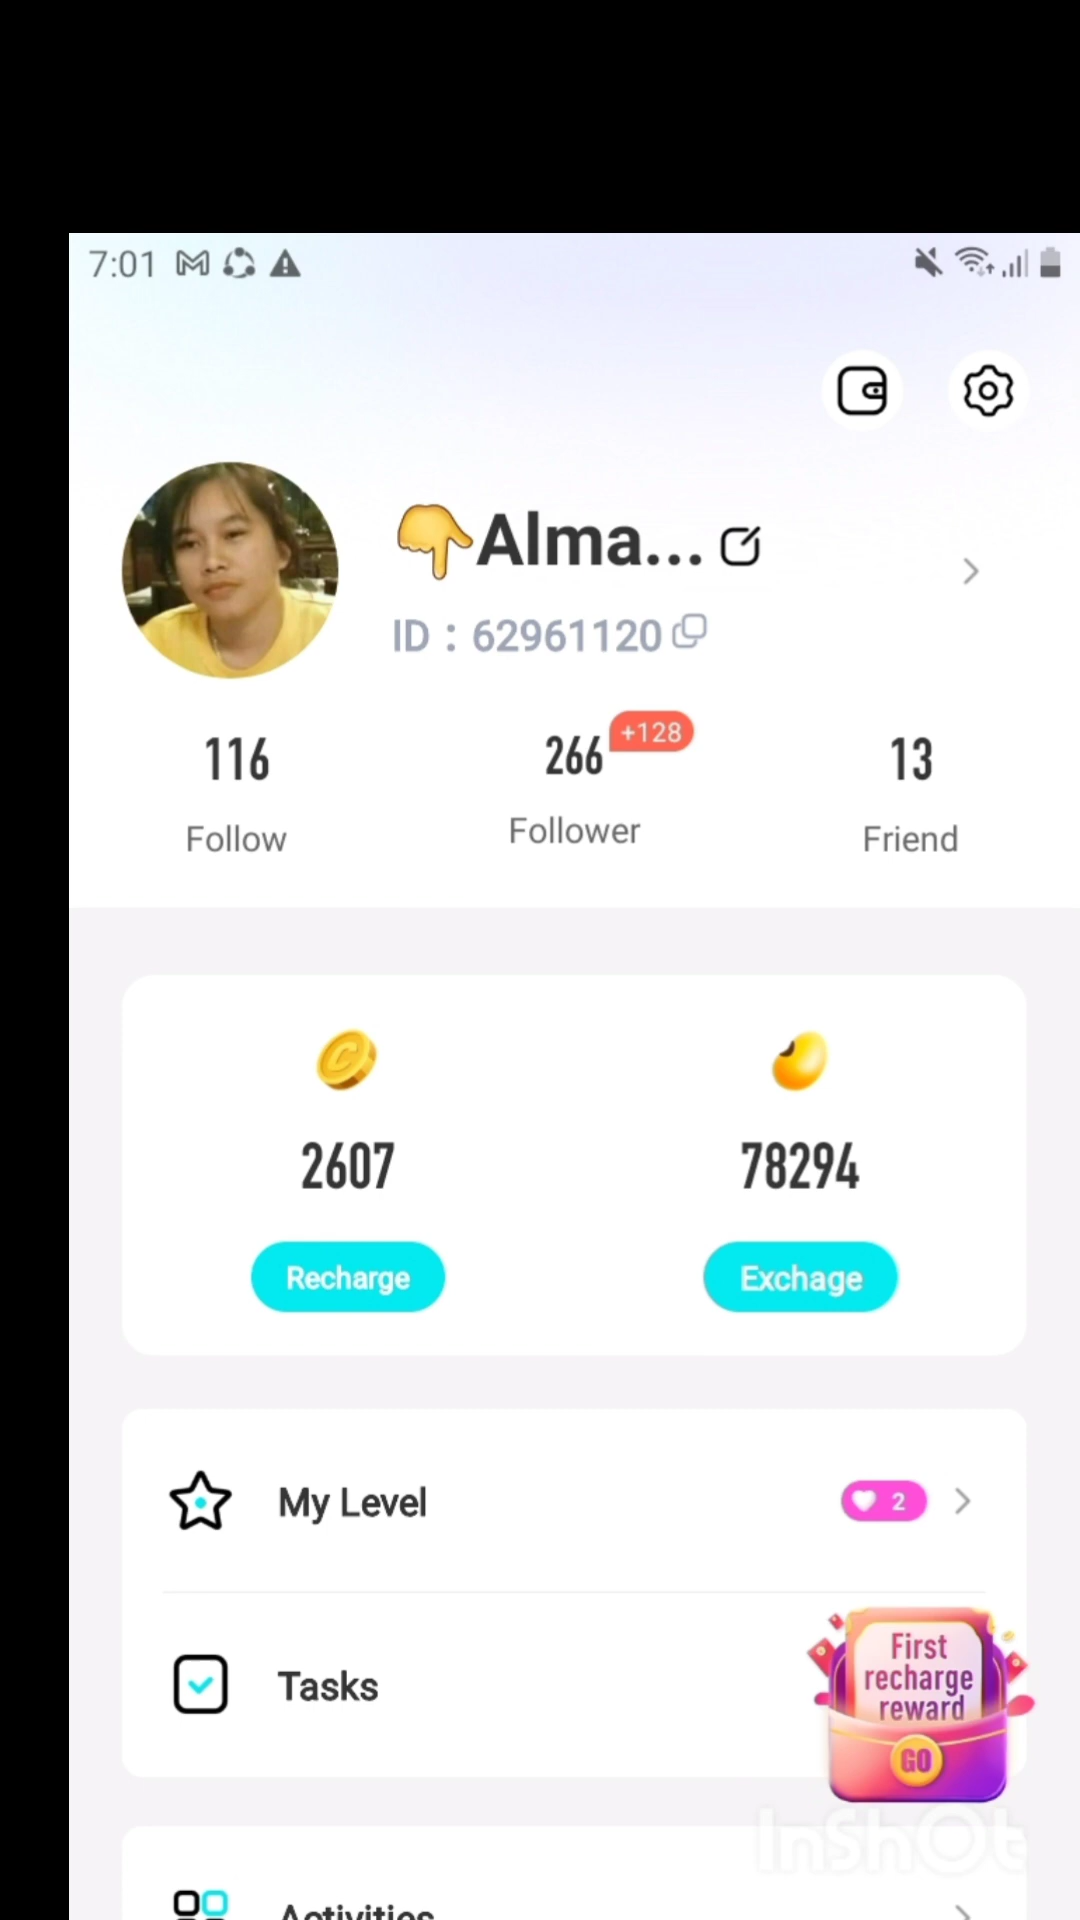 7:01
👇Alma...
ID : 62961120
116
266 +128
13
Follow
Follower
Friend
2607
78294
Recharge
Exchage
My Level
2
Tasks
First
recharge
reward
GO
InShOt
Activities